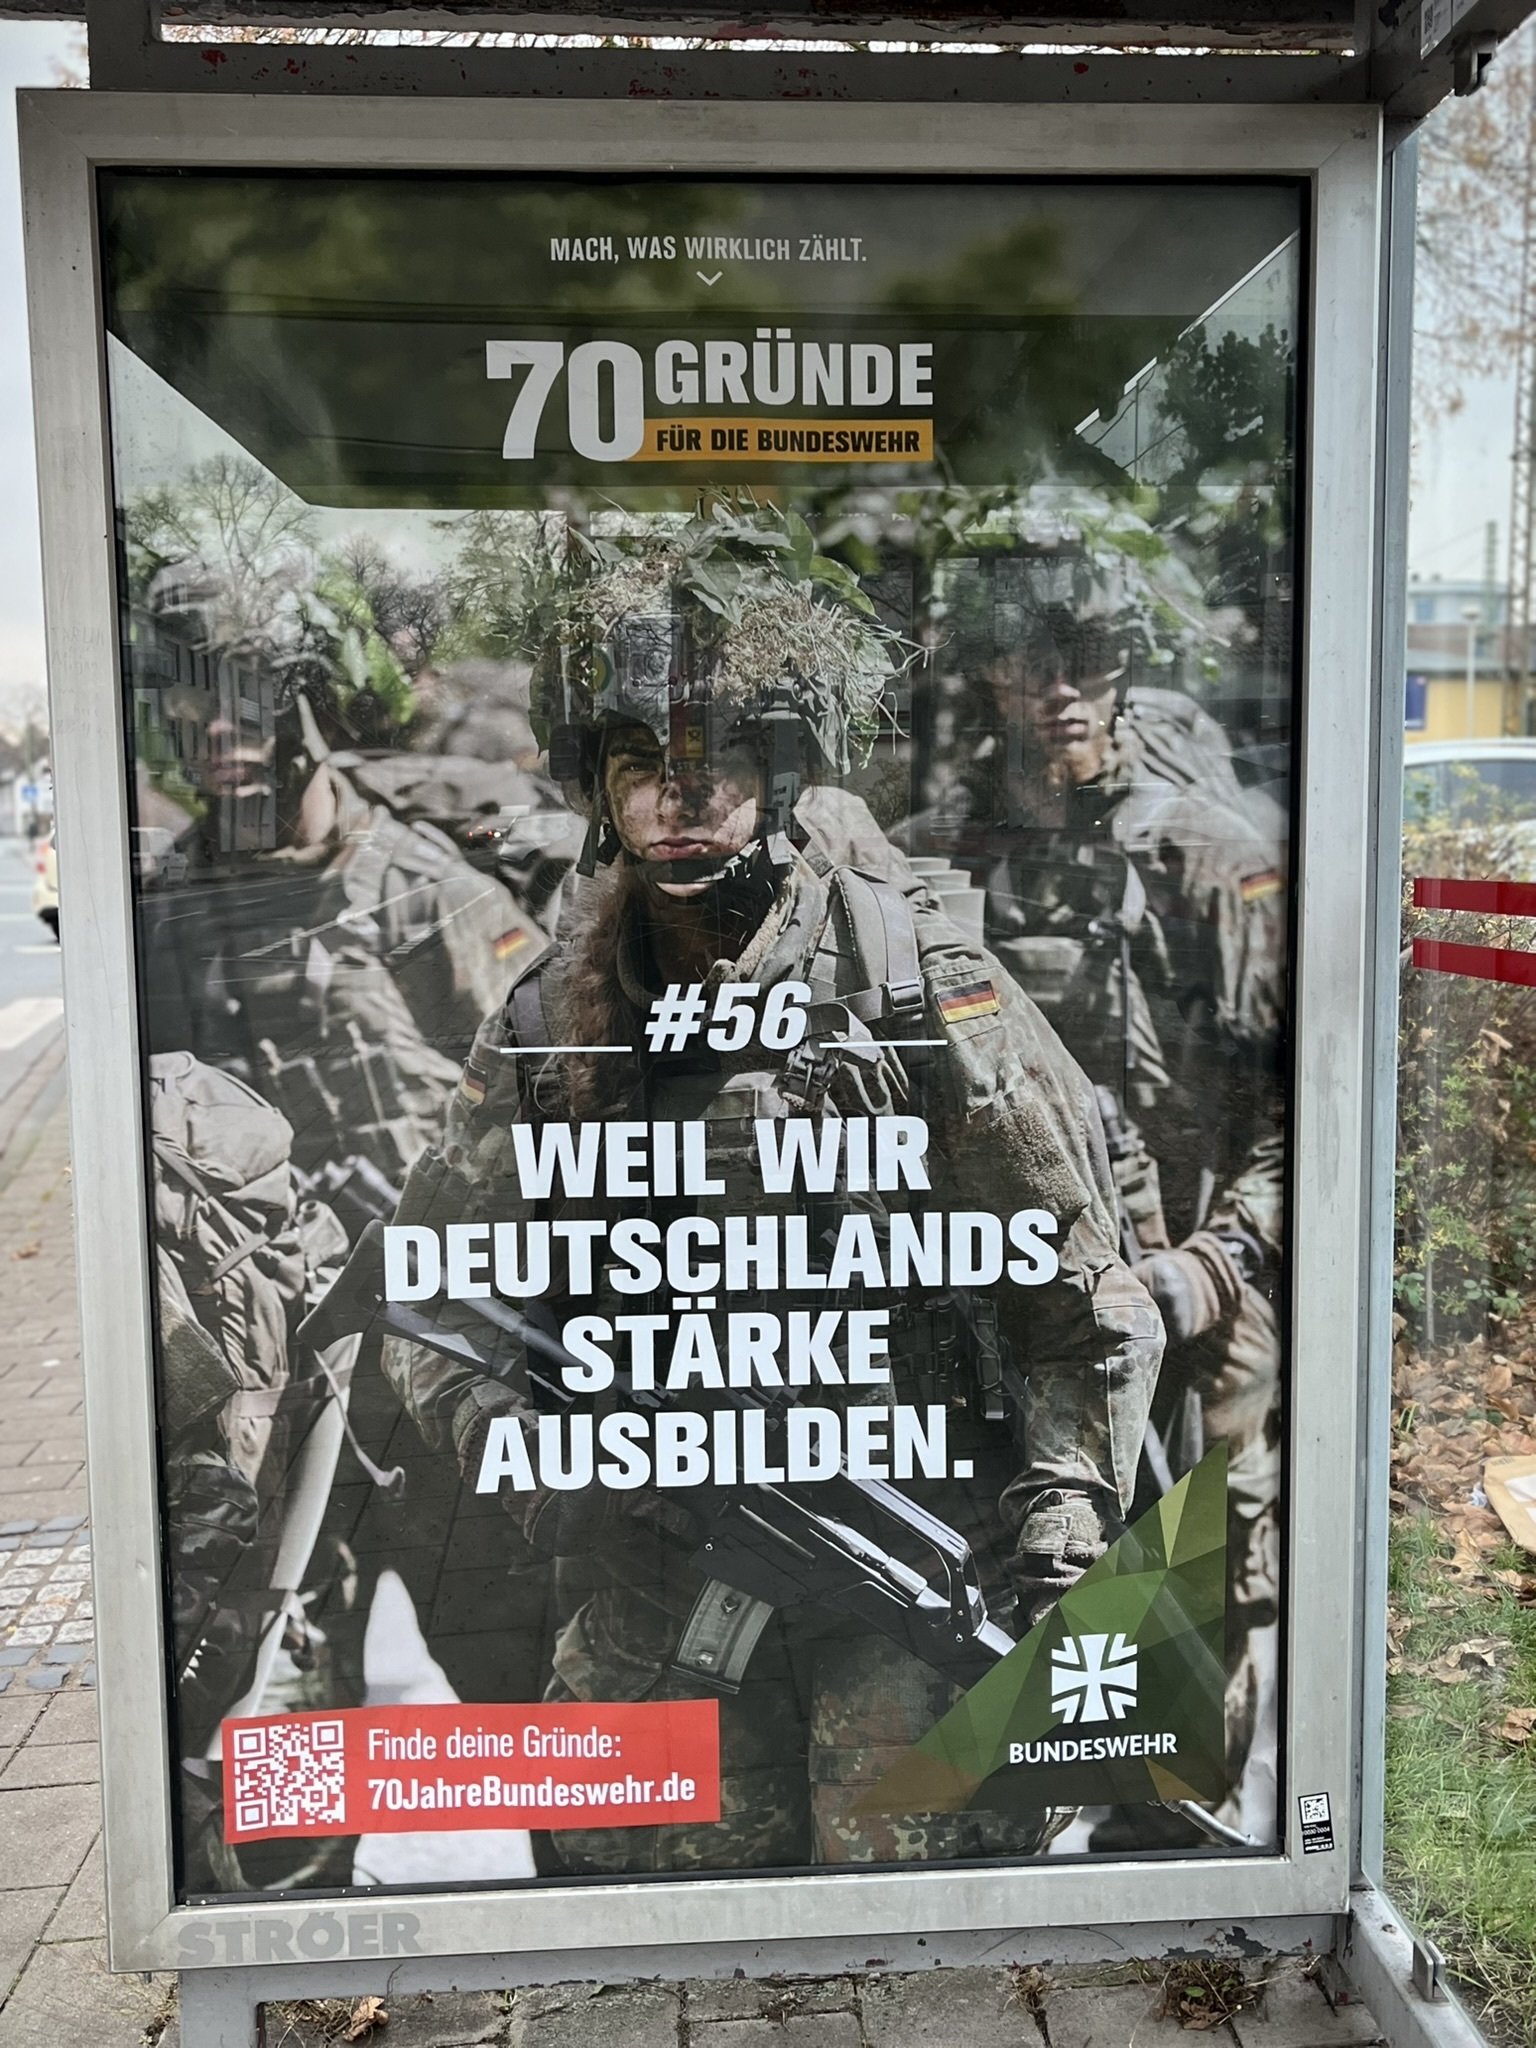 MACH, WAS WIRKLICH ZÄHLT.
70 GRÜNDE
FÜR DIE BUNDESWEHR
#56
WEIL WIR
DEUTSCHLANDS
STÄRKE
AUSBILDEN.
Finde deine Gründe:
70JahreBundeswehr.de
BUNDESWEHR
STRÖER